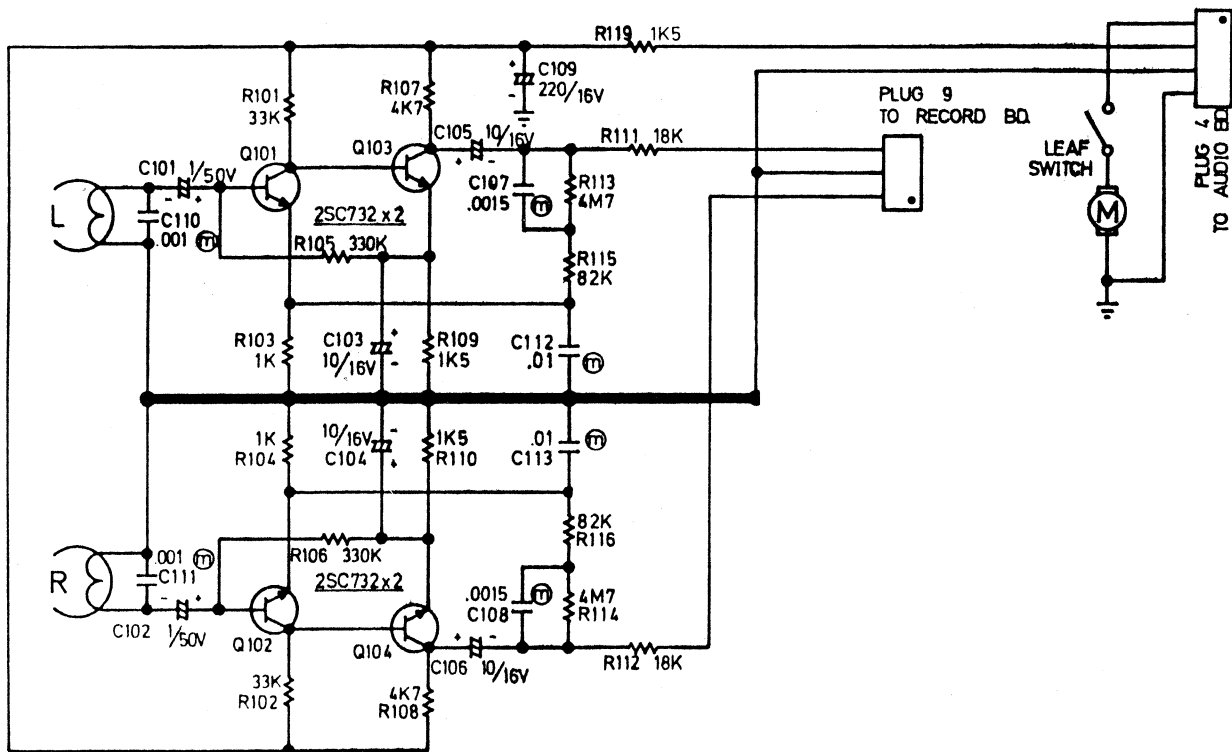 R119 1K5
R101
33K
R107
4K7
C109
220/16V
+
-
PLUG 9
TO RECORD BD.
PLUG 4
TO AUDIO BD.
LEAF
SWITCH
M
C101
1/50V
- +
Q101
Q103
C105 10/16V
+ -
R111 18K
L
C110
.001 m
2SC732x2
C107
.0015 m
R113
4M7
R105 330K
R115
82K
R103
1K
C103
10/16V
+
-
R109
1K5
C112
.01 m
1K
R104
10/16V
C104
-
+
1K5
R110
.01 m
C113
82K
R116
R106 330K
R
.001 m
C111
2SC732x2
.0015 m
C108
4M7
R114
- +
C102 1/50V
Q102
Q104
C106 10/16V
+ -
R112 18K
33K
R102
4K7
R108